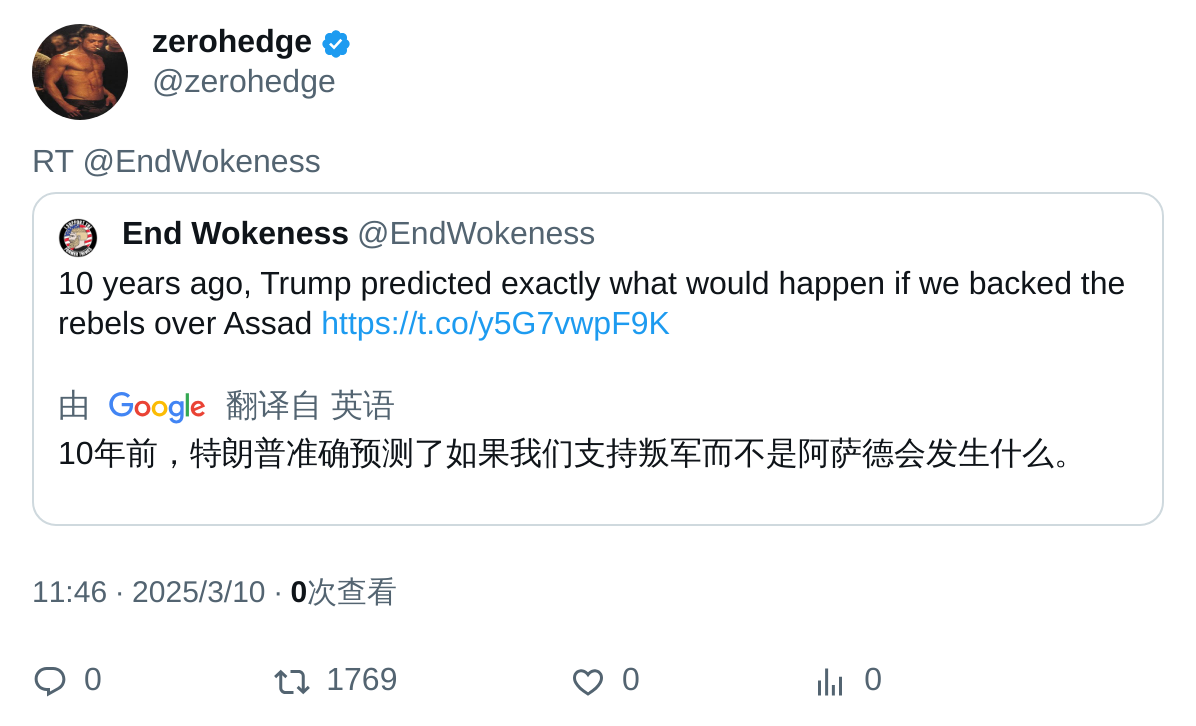 zerohedge
@zerohedge
RT @EndWokeness
End Wokeness @EndWokeness
10 years ago, Trump predicted exactly what would happen if we backed the
rebels over Assad https://t.co/y5G7vwpF9K
由 Google 翻译自 英语
10年前，特朗普准确预测了如果我们支持叛军而不是阿萨德会发生什么。
11:46 · 2025/3/10 · 0次查看
0 1769 0 0